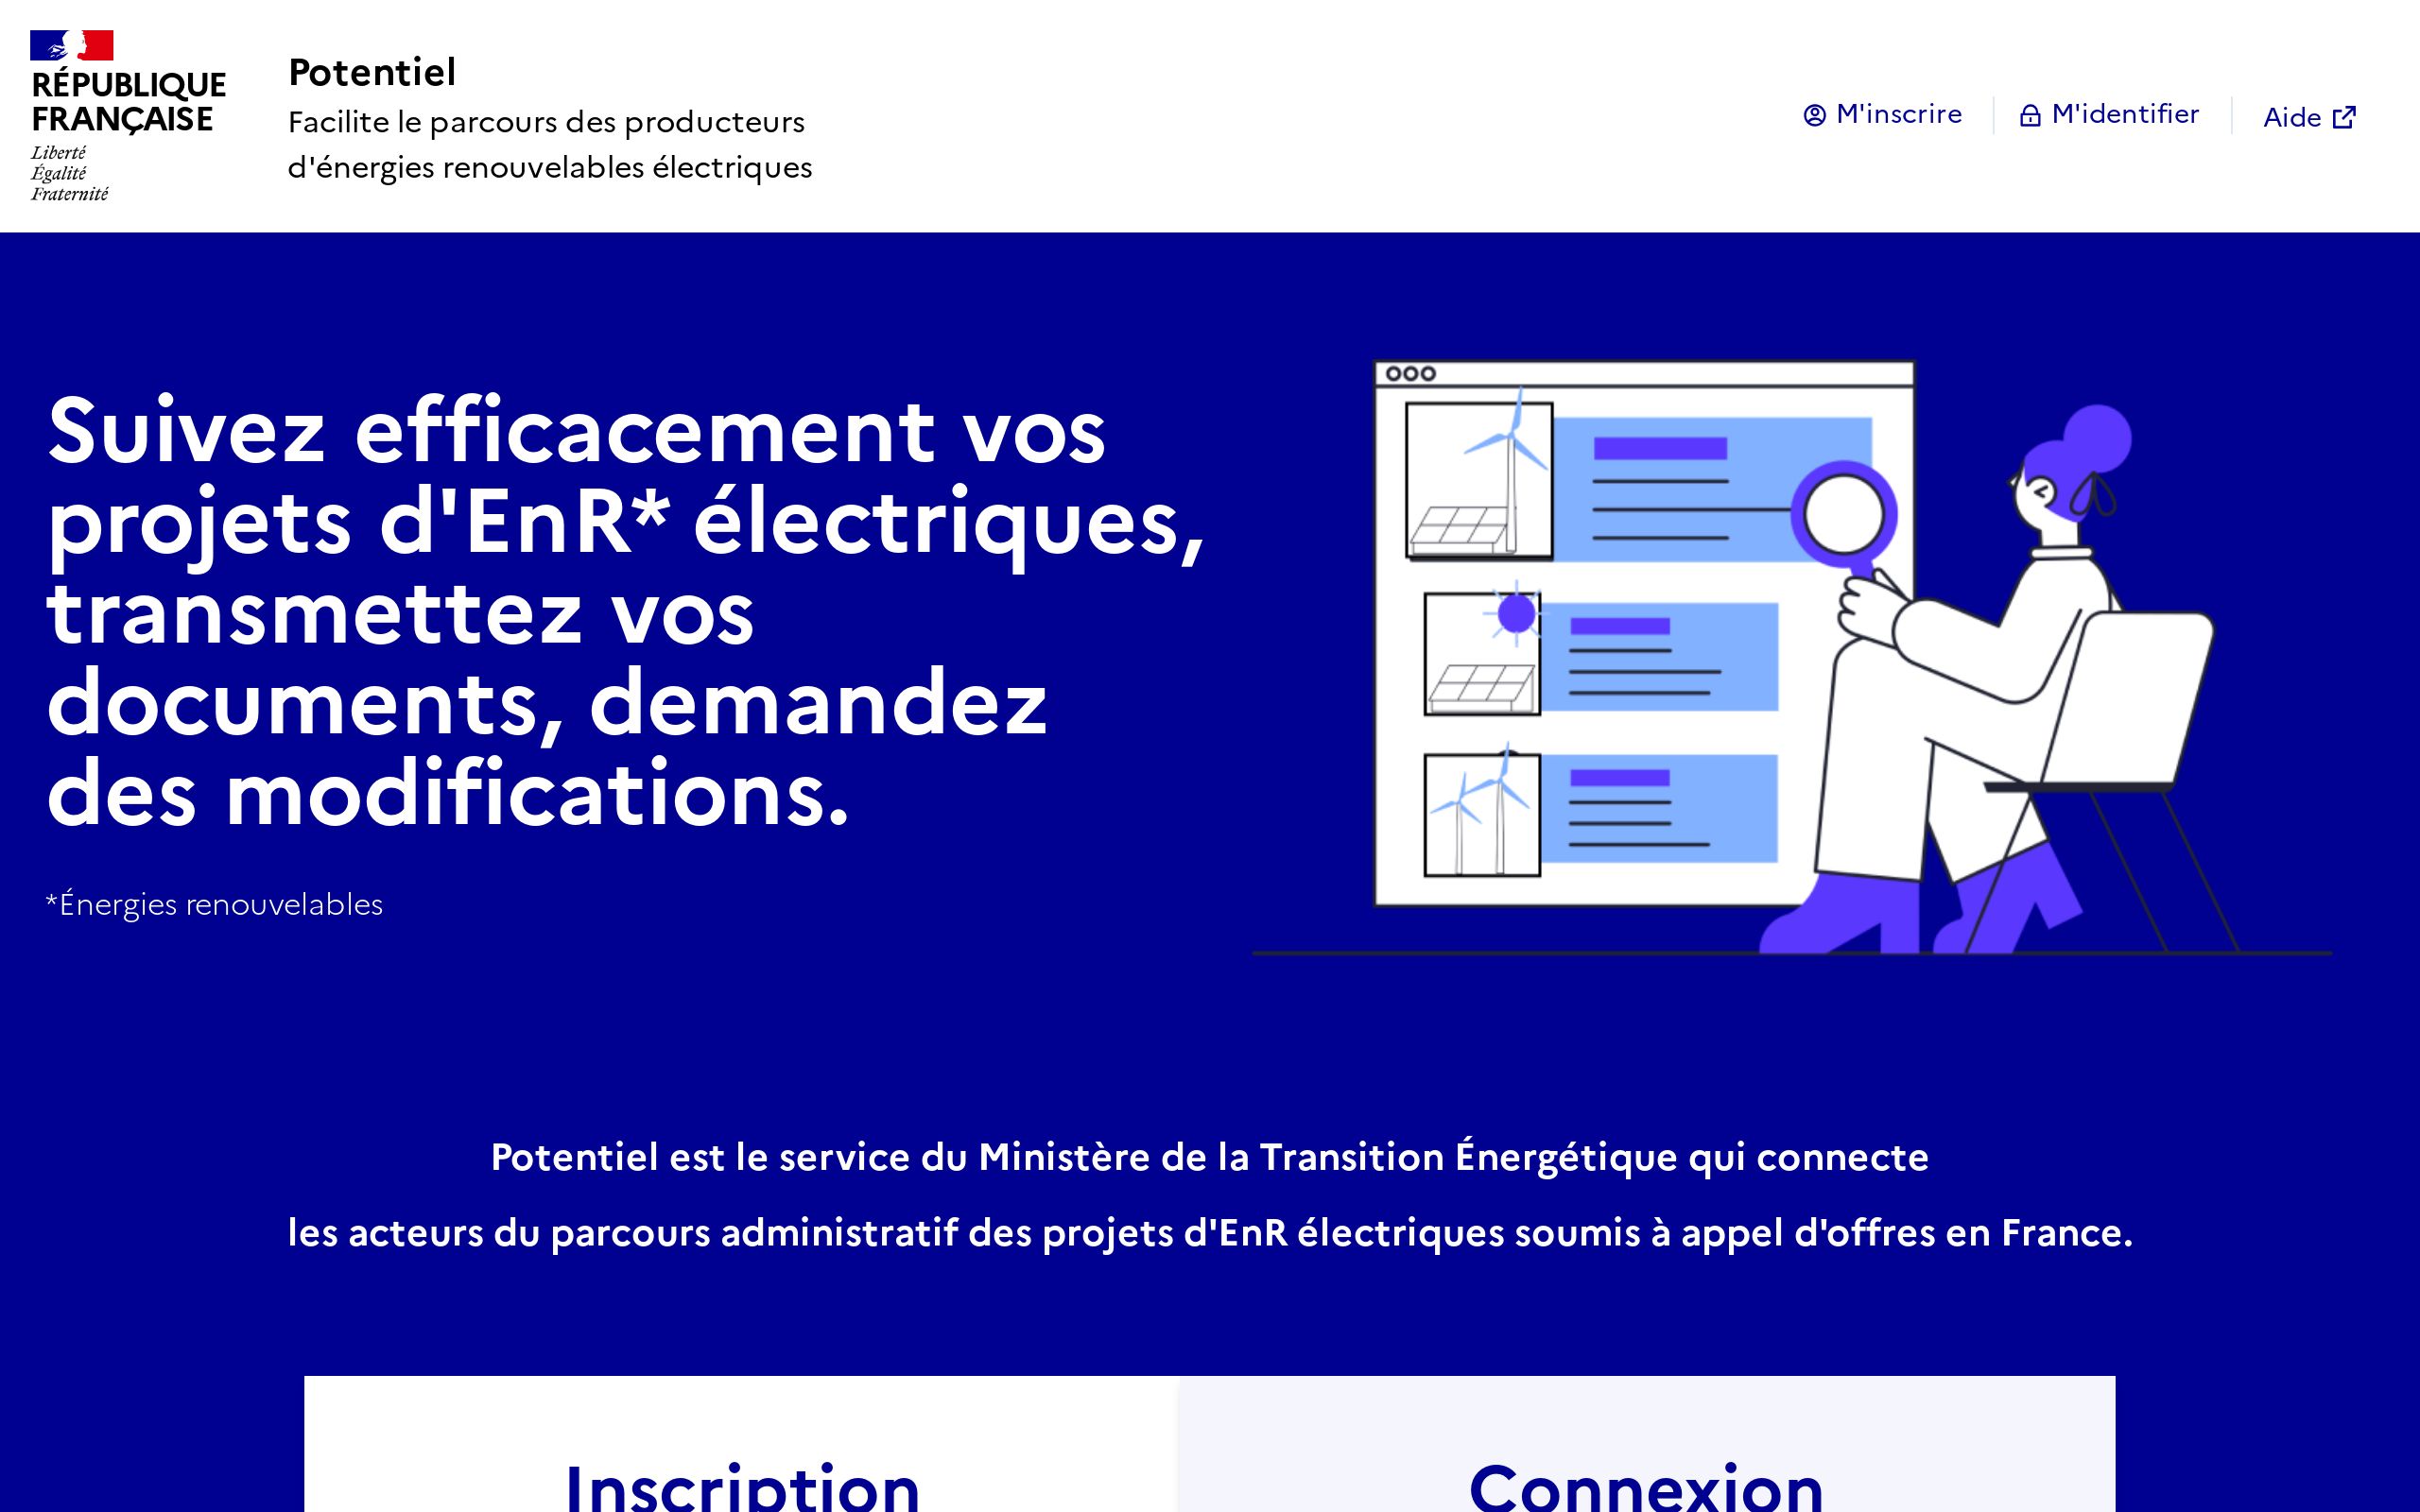 RÉPUBLIQUE
FRANÇAISE
Liberté
Égalité
Fraternité
Potentiel
Facilite le parcours des producteurs
d'énergies renouvelables électriques
M'inscrire
M'identifier
Aide
Suivez efficacement vos
projets d'EnR* électriques,
transmettez vos
documents, demandez
des modifications.
*Énergies renouvelables
Potentiel est le service du Ministère de la Transition Énergétique qui connecte
les acteurs du parcours administratif des projets d'EnR électriques soumis à appel d'offres en France.
Inscription
Connexion